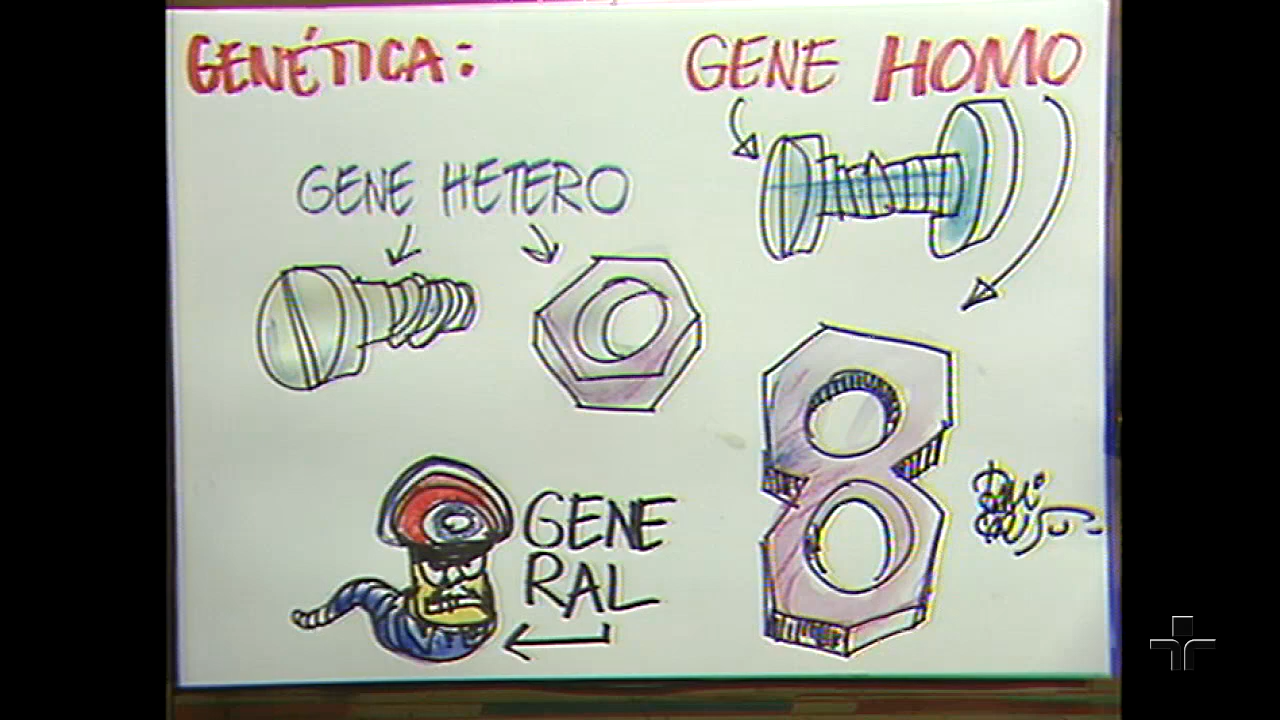 GENÉTICA:
GENE HOMO
GENE HETERO
GENE
RAL